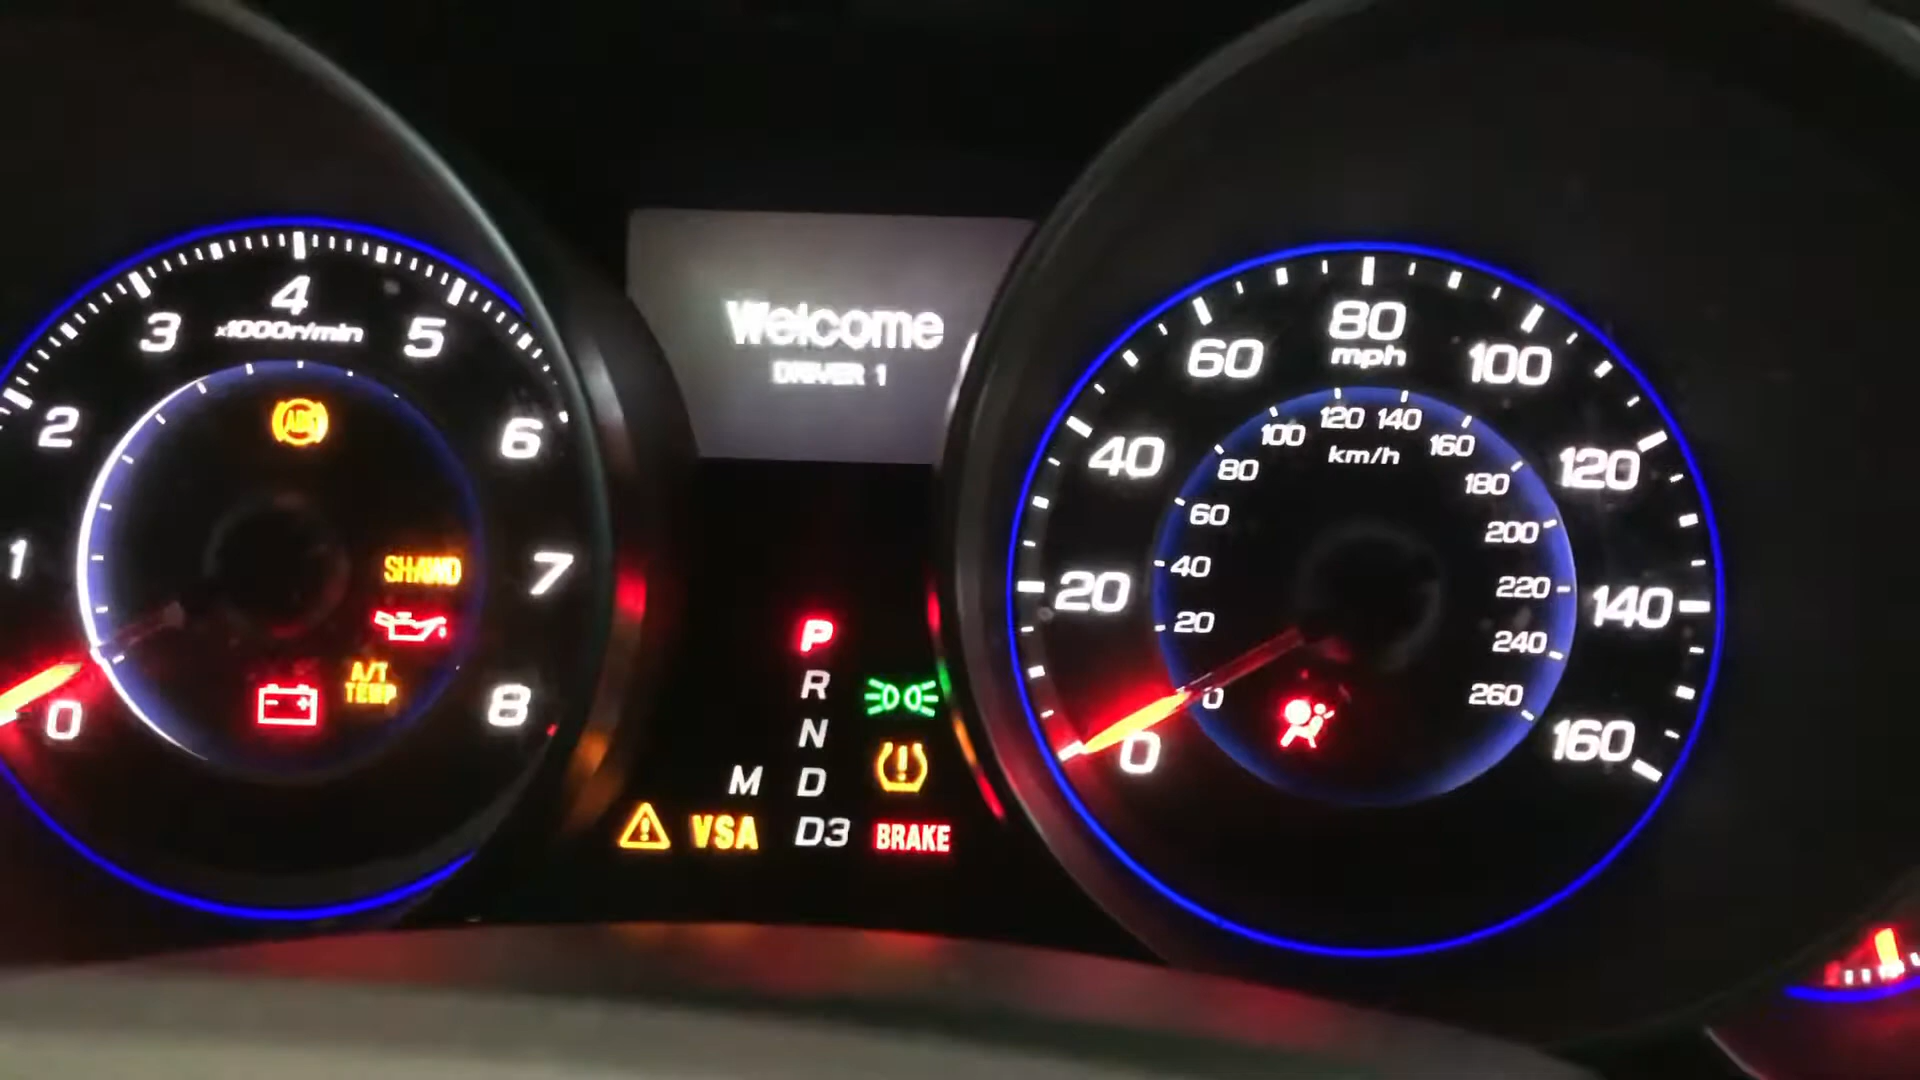 Welcome
DRIVER 1
0
1
2
3
4
5
6
7
8
x1000r/min
ABS
SH-AWD
A/T
TEMP
- +
P
R
N
M D
VSA D3 BRAKE
!
!
0
20
40
60
80
100
120
140
160
mph
0
20
40
60
80
100
120
140
160
180
200
220
240
260
km/h